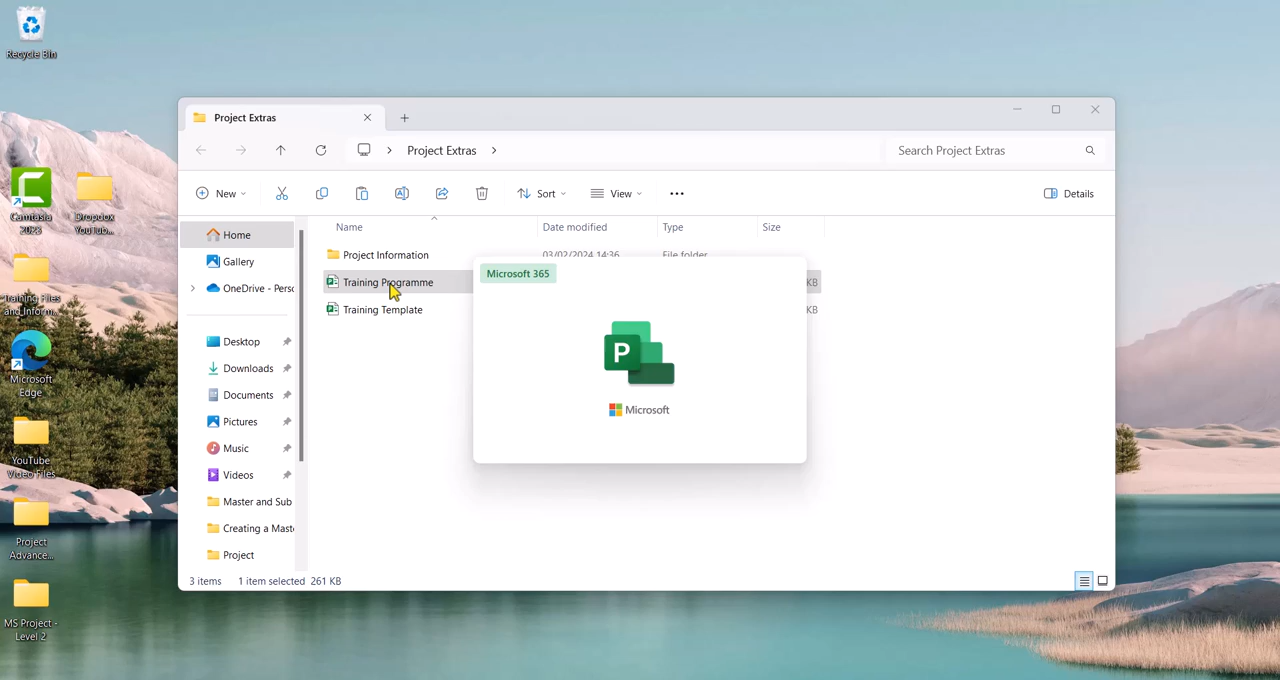 Recycle Bin
Camtasia
2023
Dropbox
YouTub...
Training Files
and Inform...
Microsoft
Edge
YouTube
Video Files
Project
Advance...
MS Project -
Level 2
Project Extras
Project Extras
Search Project Extras
New
Sort
View
Details
Home
Gallery
OneDrive - Perso
Desktop
Downloads
Documents
Pictures
Music
Videos
Master and Sub
Creating a Maste
Project
Name
Date modified
Type
Size
Project Information
03/02/2024 14:36
File folder
Training Programme
KB
Training Template
KB
Microsoft 365
P
Microsoft
3 items
1 item selected 261 KB